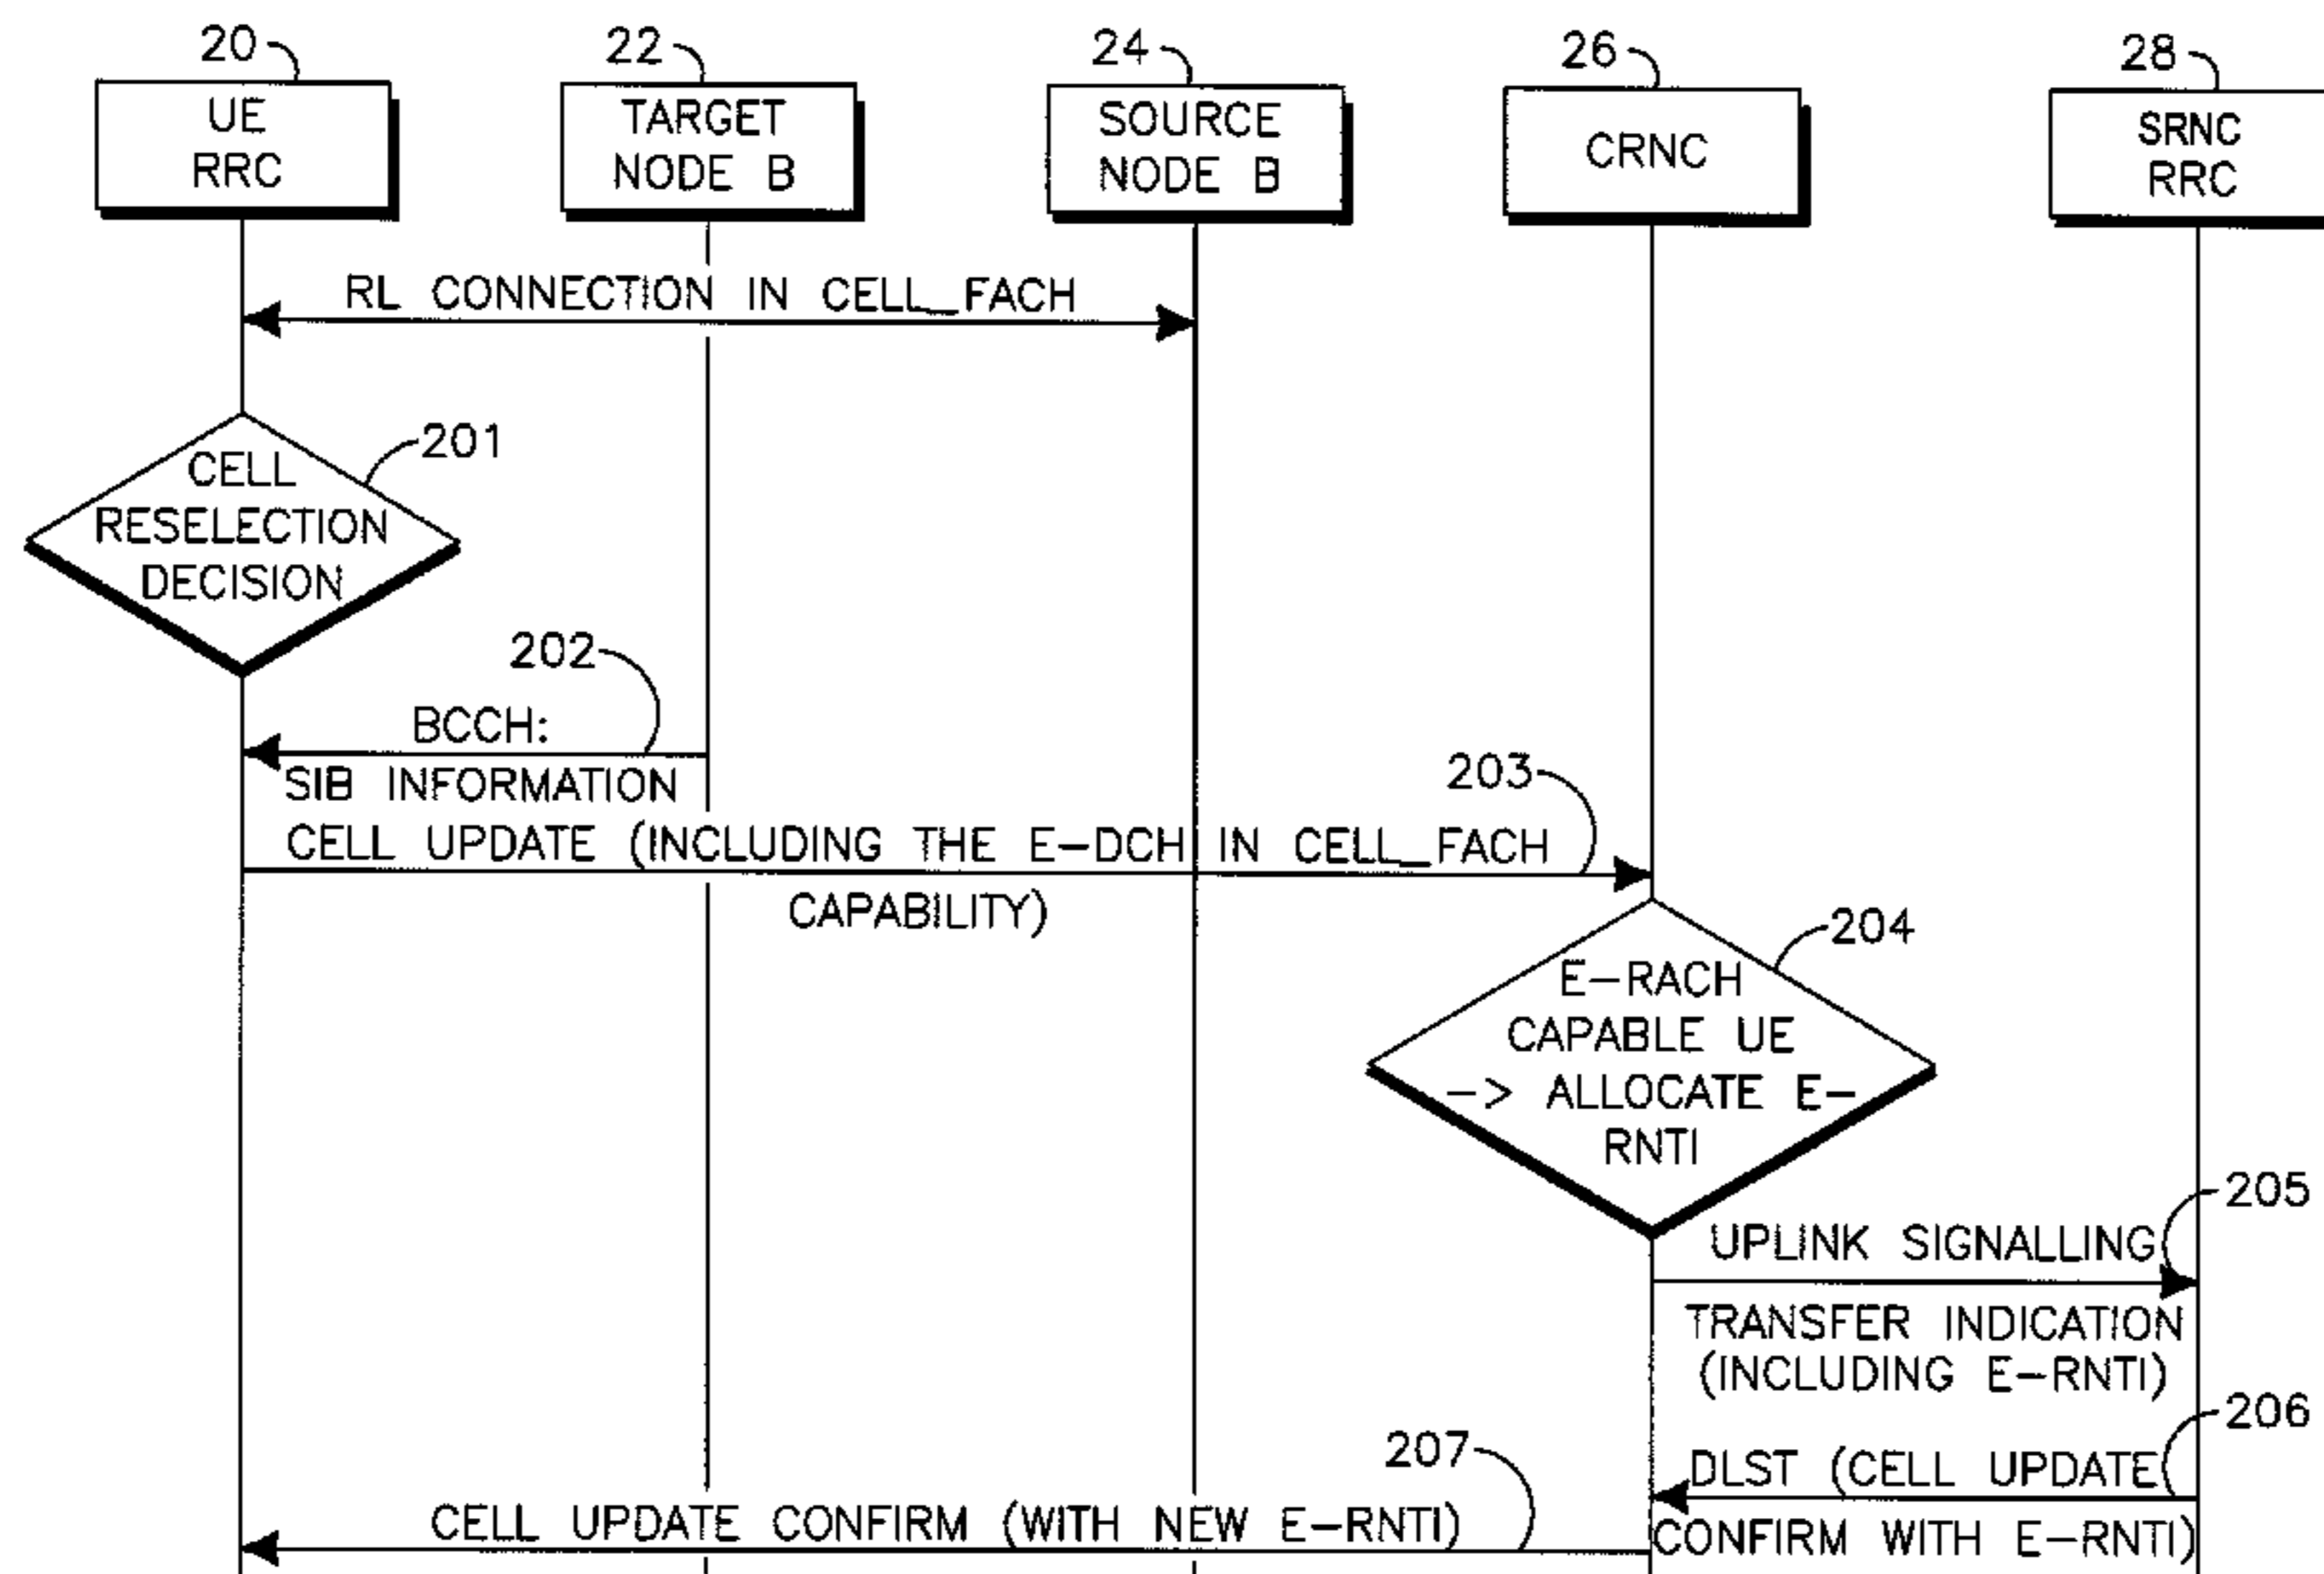 20
22
24
26
28
UE
RRC
TARGET
NODE B
SOURCE
NODE B
CRNC
SRNC
RRC
RL CONNECTION IN CELL_FACH
201
CELL
RESELECTION
DECISION
202
BCCH:
SIB INFORMATION
203
CELL UPDATE (INCLUDING THE E-DCH IN CELL_FACH
CAPABILITY)
204
E-RACH
CAPABLE UE
-> ALLOCATE E-
RNTI
205
UPLINK SIGNALLING
TRANSFER INDICATION
(INCLUDING E-RNTI)
206
DLST (CELL UPDATE
CONFIRM WITH E-RNTI)
207
CELL UPDATE CONFIRM (WITH NEW E-RNTI)